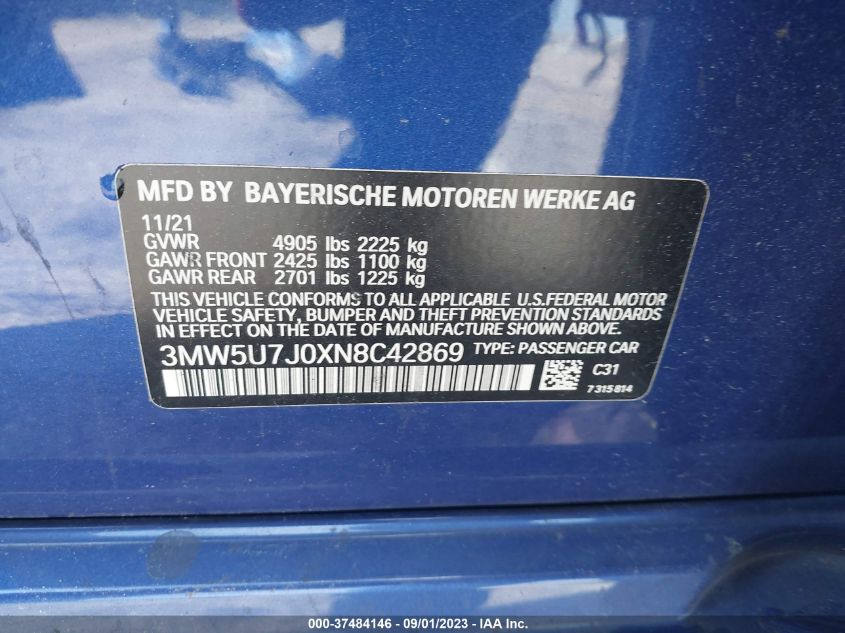 MFD BY BAYERISCHE MOTOREN WERKE AG
11/21
GVWR 4905 lbs 2225 kg
GAWR FRONT 2425 lbs 1100 kg
GAWR REAR 2701 lbs 1225 kg
THIS VEHICLE CONFORMS TO ALL APPLICABLE U.S.FEDERAL MOTOR
VEHICLE SAFETY, BUMPER AND THEFT PREVENTION STANDARDS
IN EFFECT ON THE DATE OF MANUFACTURE SHOWN ABOVE.
3MW5U7J0XN8C42869 TYPE: PASSENGER CAR
C31
7315814
000-37484146 - 09/01/2023 - IAA Inc.